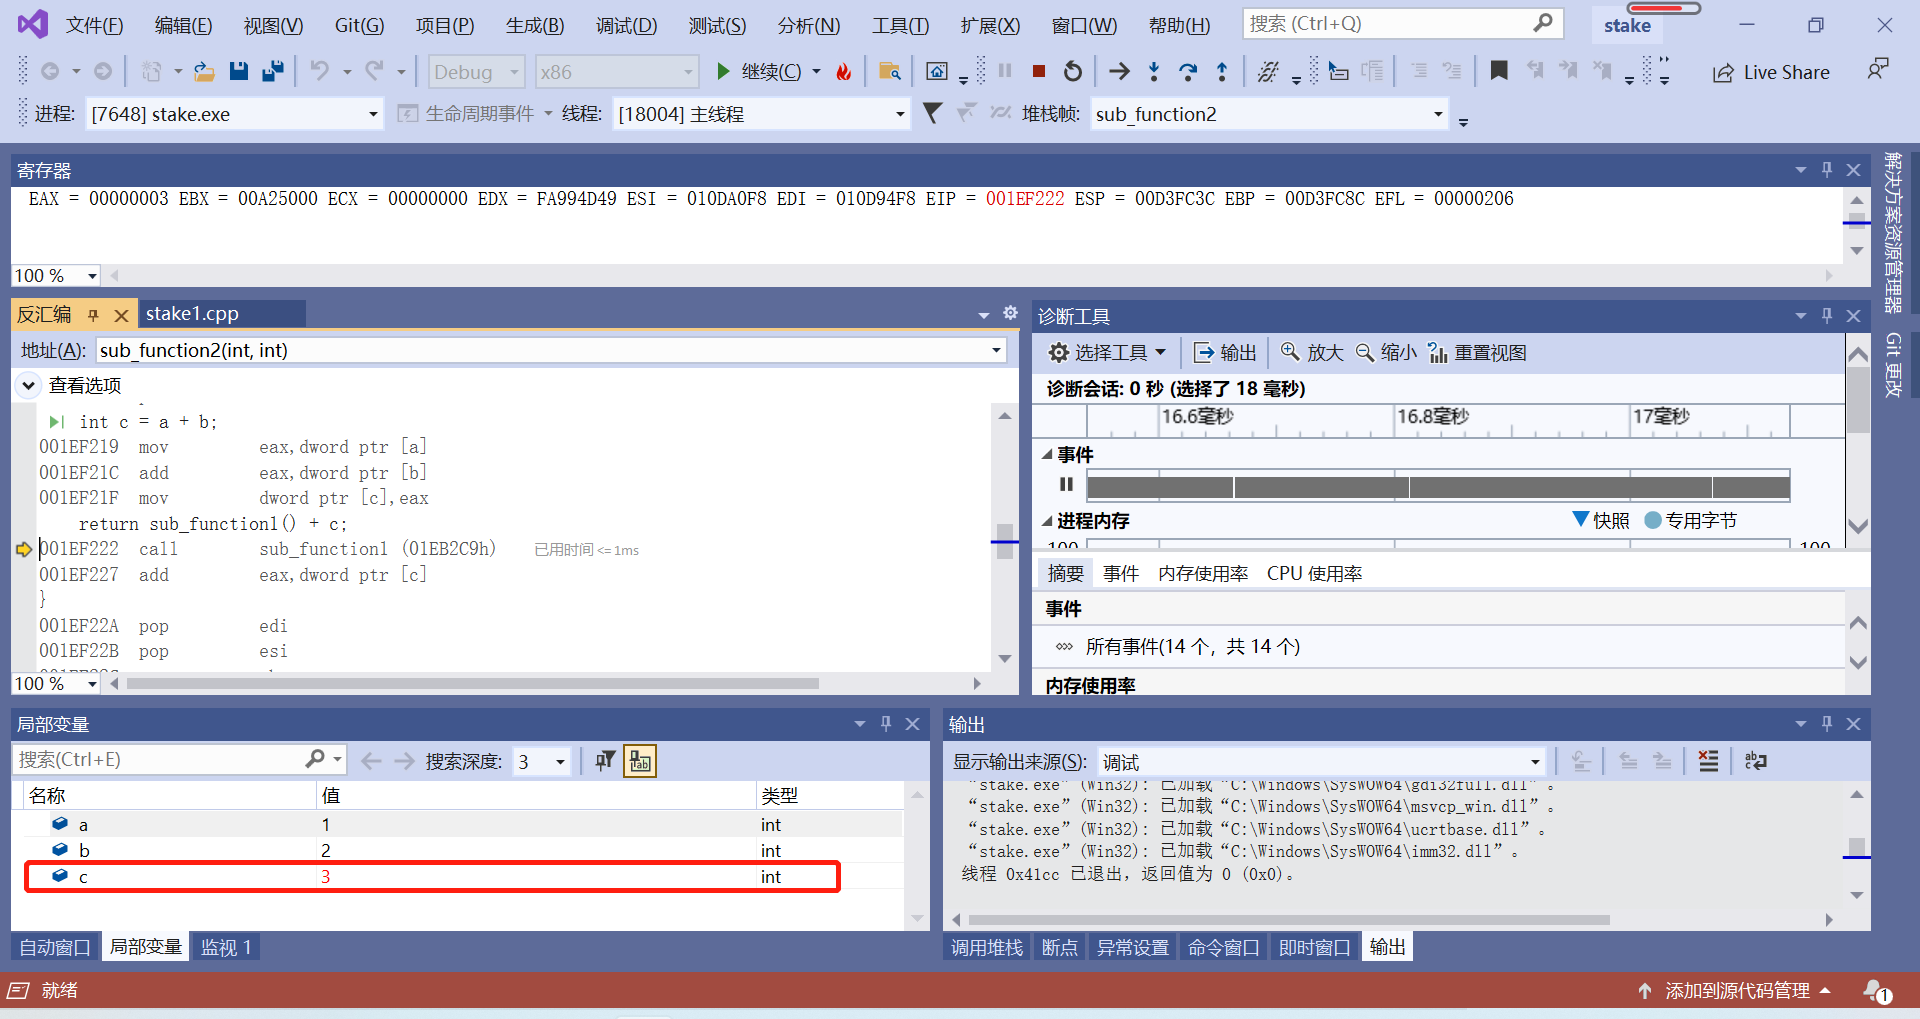 文件(F) 编辑(E) 视图(V) Git(G) 项目(P) 生成(B) 调试(D) 测试(S) 分析(N) 工具(T) 扩展(X) 窗口(W) 帮助(H) 搜索 (Ctrl+Q) stake
Debug x86 继续(C) Live Share
进程: [7648] stake.exe 生命周期事件 线程: [18004] 主线程 堆栈帧: sub_function2
寄存器
EAX = 00000003 EBX = 00A25000 ECX = 00000000 EDX = FA994D49 ESI = 010DA0F8 EDI = 010D94F8 EIP = 001EF222 ESP = 00D3FC3C EBP = 00D3FC8C EFL = 00000206
100 %
解决方案资源管理器
Git 更改
反汇编 stake1.cpp
地址(A): sub_function2(int, int)
查看选项
int c = a + b;
001EF219 mov eax,dword ptr [a]
001EF21C add eax,dword ptr [b]
001EF21F mov dword ptr [c],eax
return sub_function1() + c;
001EF222 call sub_function1 (01EB2C9h) 已用时间 <= 1ms
001EF227 add eax,dword ptr [c]
}
001EF22A pop edi
001EF22B pop esi
100 %
诊断工具
选择工具 输出 放大 缩小 重置视图
诊断会话: 0 秒 (选择了 18 毫秒)
16.6毫秒 16.8毫秒 17毫秒
事件
进程内存 快照 专用字节
100 100
摘要 事件 内存使用率 CPU 使用率
事件
所有事件(14 个，共 14 个)
内存使用率
局部变量
搜索(Ctrl+E) 搜索深度: 3
名称 值 类型
a 1 int
b 2 int
c 3 int
自动窗口 局部变量 监视 1
输出
显示输出来源(S): 调试
“stake.exe” (Win32): 已加载 “C:\Windows\SysWOW64\gdi32full.dll”。
“stake.exe” (Win32): 已加载 “C:\Windows\SysWOW64\msvcp_win.dll”。
“stake.exe” (Win32): 已加载 “C:\Windows\SysWOW64\ucrtbase.dll”。
“stake.exe” (Win32): 已加载 “C:\Windows\SysWOW64\imm32.dll”。
线程 0x41cc 已退出，返回值为 0 (0x0)。
调用堆栈 断点 异常设置 命令窗口 即时窗口 输出
就绪 添加到源代码管理 1